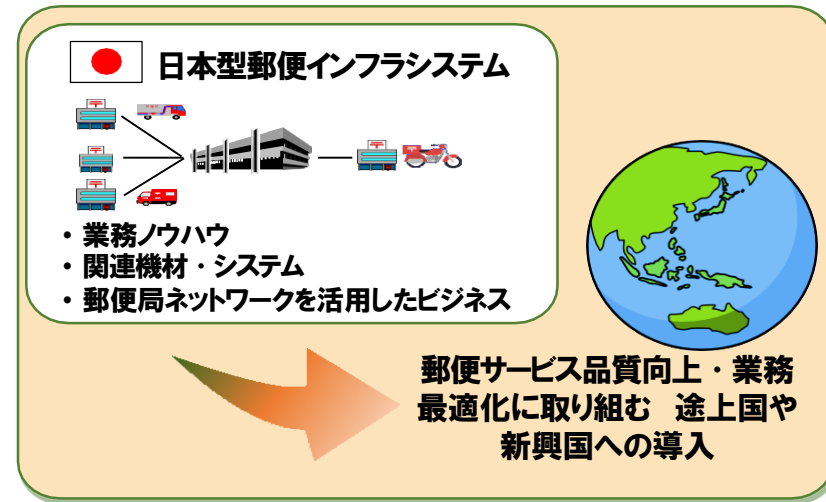 日本型郵便インフラシステム
・業務ノウハウ
・関連機材・システム
・郵便局ネットワークを活用したビジネス
郵便サービス品質向上・業務
最適化に取り組む　途上国や
新興国への導入